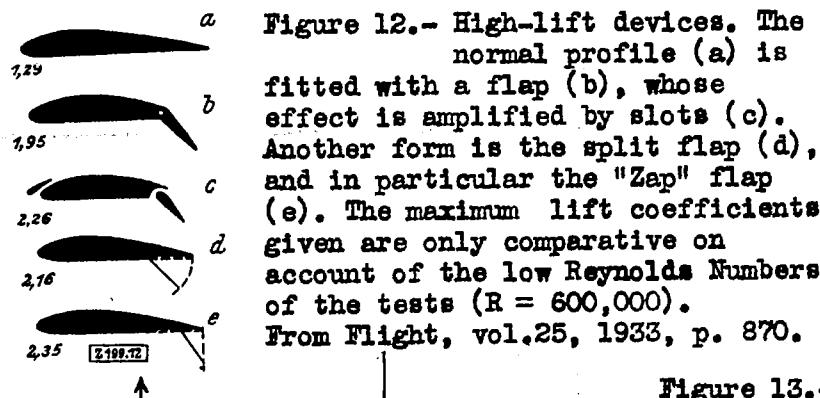 a
1,29
b
1,95
c
2,26
d
2,16
e
2,35
Z 199.12
Figure 12.- High-lift devices. The
normal profile (a) is
fitted with a flap (b), whose
effect is amplified by slots (c).
Another form is the split flap (d),
and in particular the "Zap" flap
(e). The maximum lift coefficients
given are only comparative on
account of the low Reynolds Numbers
of the tests (R = 600,000).
From Flight, vol.25, 1933, p. 870.
Figure 13.